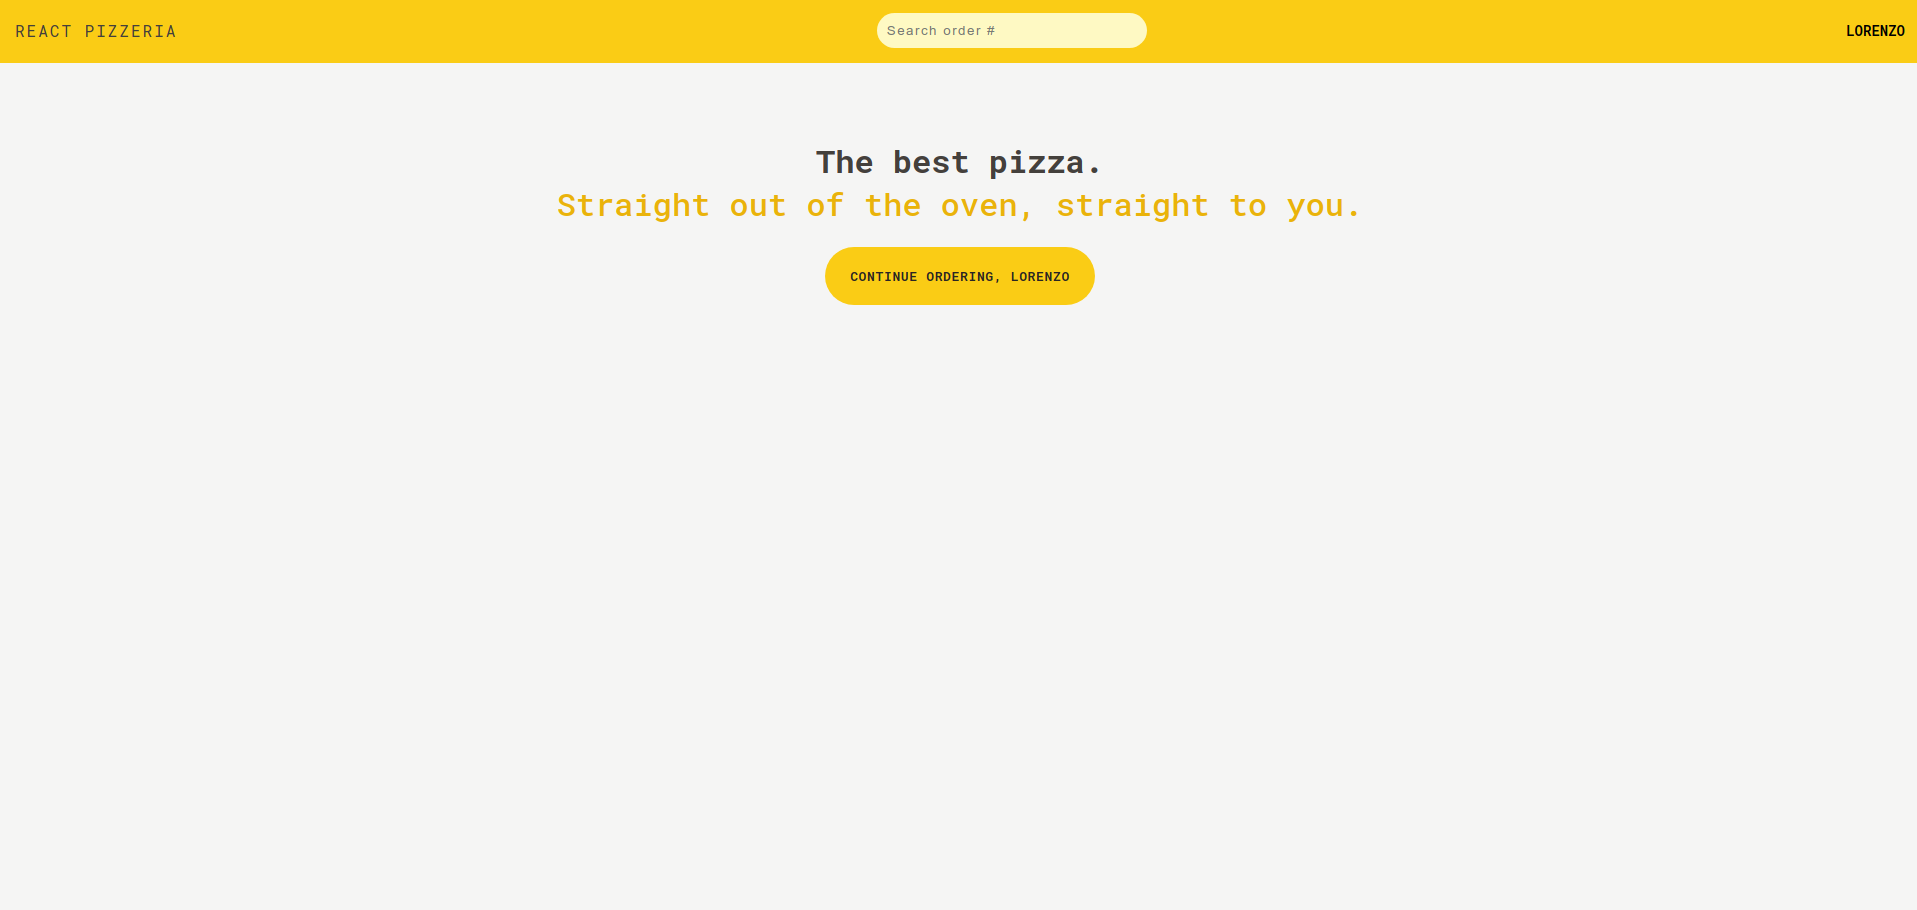 REACT PIZZERIA
Search order #
LORENZO
The best pizza.
Straight out of the oven, straight to you.
CONTINUE ORDERING, LORENZO